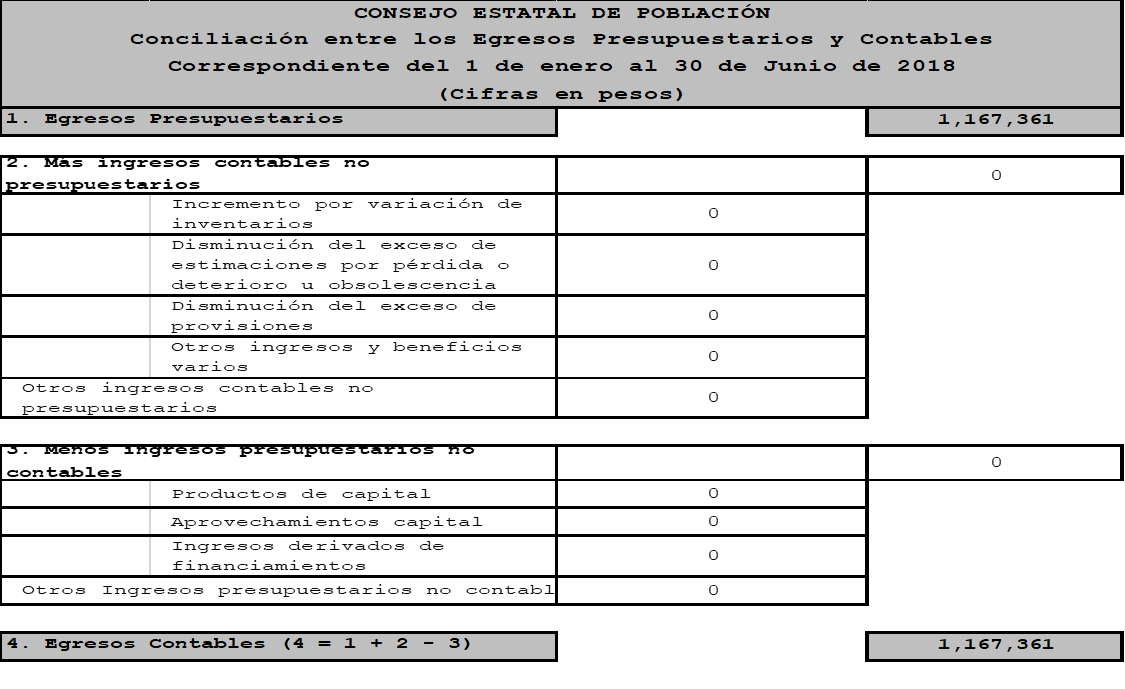 CONSEJO ESTATAL DE POBLACIÓN
Conciliación entre los Egresos Presupuestarios y Contables
Correspondiente del 1 de enero al 30 de Junio de 2018
(Cifras en pesos)
1. Egresos Presupuestarios 1,167,361
2. Más ingresos contables no
presupuestarios 0
Incremento por variación de
inventarios 0
Disminución del exceso de
estimaciones por pérdida o
deterioro u obsolescencia 0
Disminución del exceso de
provisiones 0
Otros ingresos y beneficios
varios 0
Otros ingresos contables no
presupuestarios 0
3. Menos ingresos presupuestarios no
contables 0
Productos de capital 0
Aprovechamientos capital 0
Ingresos derivados de
financiamientos 0
Otros Ingresos presupuestarios no contabl 0
4. Egresos Contables (4 = 1 + 2 - 3) 1,167,361